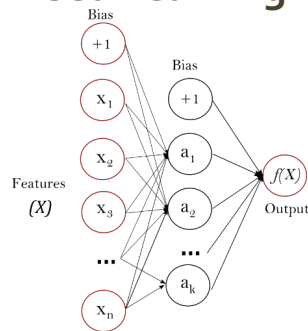 Bias
+1
Bias
x1
+1
a1
x2
Features
(X)
x3
a2
f(X)
Output
...
...
ak
xn